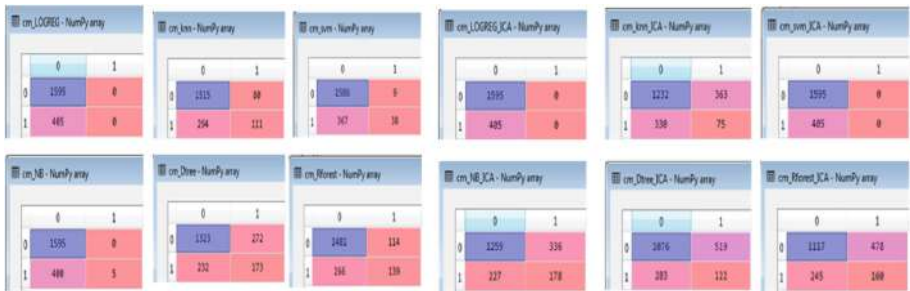 cm_LOGREG - NumPy array
0 1
0 1595 0
1 405 0
cm_knn - NumPy array
0 1
0 1515 80
1 294 111
cm_svm - NumPy array
0 1
0 1586 9
1 367 38
cm_LOGREG_ICA - NumPy array
0 1
0 1595 0
1 405 0
cm_knn_ICA - NumPy array
0 1
0 1232 363
1 330 75
cm_svm_ICA - NumPy array
0 1
0 1595 0
1 405 0
cm_NB - NumPy array
0 1
0 1595 0
1 400 5
cm_Dtree - NumPy array
0 1
0 1323 272
1 232 173
cm_Rforest - NumPy array
0 1
0 1481 114
1 266 139
cm_NB_ICA - NumPy array
0 1
0 1259 336
1 227 178
cm_Dtree_ICA - NumPy array
0 1
0 1076 519
1 283 122
cm_Rforest_ICA - NumPy array
0 1
0 1117 478
1 245 160